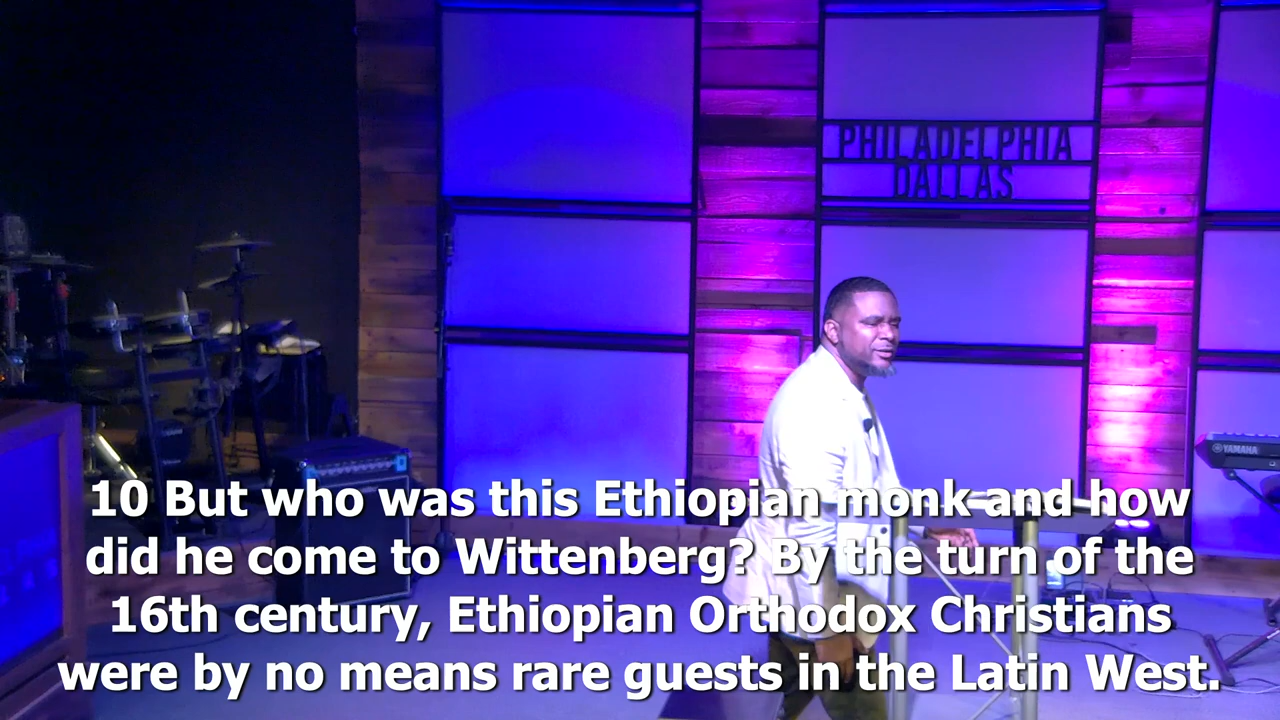 PHILADELPHIA
DALLAS
YAMAHA
10 But who was this Ethiopian monk and how
did he come to Wittenberg? By the turn of the
16th century, Ethiopian Orthodox Christians
were by no means rare guests in the Latin West.